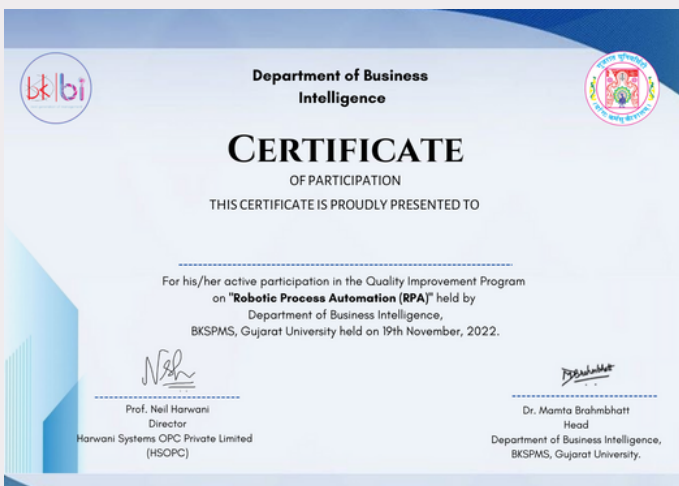 bk bi
Department of Business
Intelligence
CERTIFICATE
OF PARTICIPATION
THIS CERTIFICATE IS PROUDLY PRESENTED TO
For his/her active participation in the Quality Improvement Program
on "Robotic Process Automation (RPA)" held by
Department of Business Intelligence,
BKSPMS, Gujarat University held on 19th November, 2022.
Prof. Neil Harwani
Director
Harwani Systems OPC Private Limited
(HSOPC)
Dr. Mamta Brahmbhatt
Head
Department of Business Intelligence,
BKSPMS, Gujarat University.